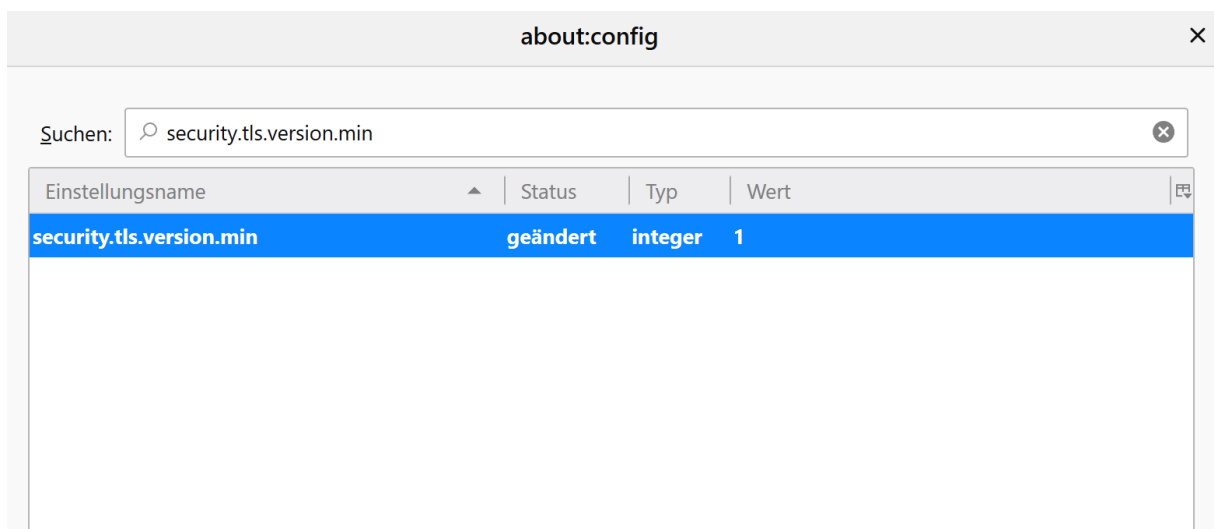 about:config
Suchen: security.tls.version.min
Einstellungsname Status Typ Wert
security.tls.version.min geändert integer 1